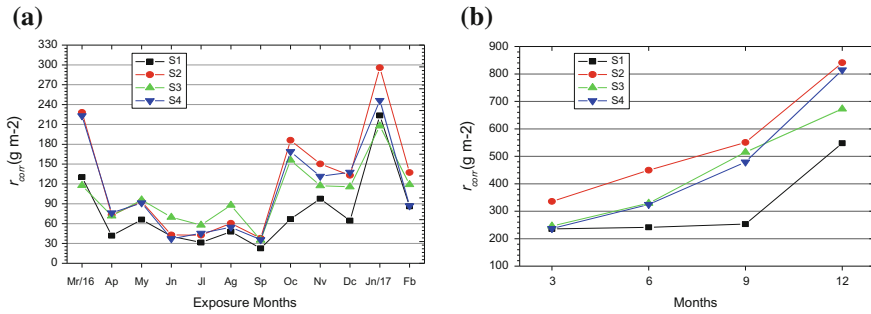 (a)
330
300
270
240
210
180
150
120
90
60
30
0
r_corr (g m-2)
S1
S2
S3
S4
Mr/16 Ap My Jn Jl Ag Sp Oc Nv Dc Jn/17 Fb
Exposure Months
(b)
900
800
700
600
500
400
300
200
100
r_corr (g m-2)
S1
S2
S3
S4
3 6 9 12
Months